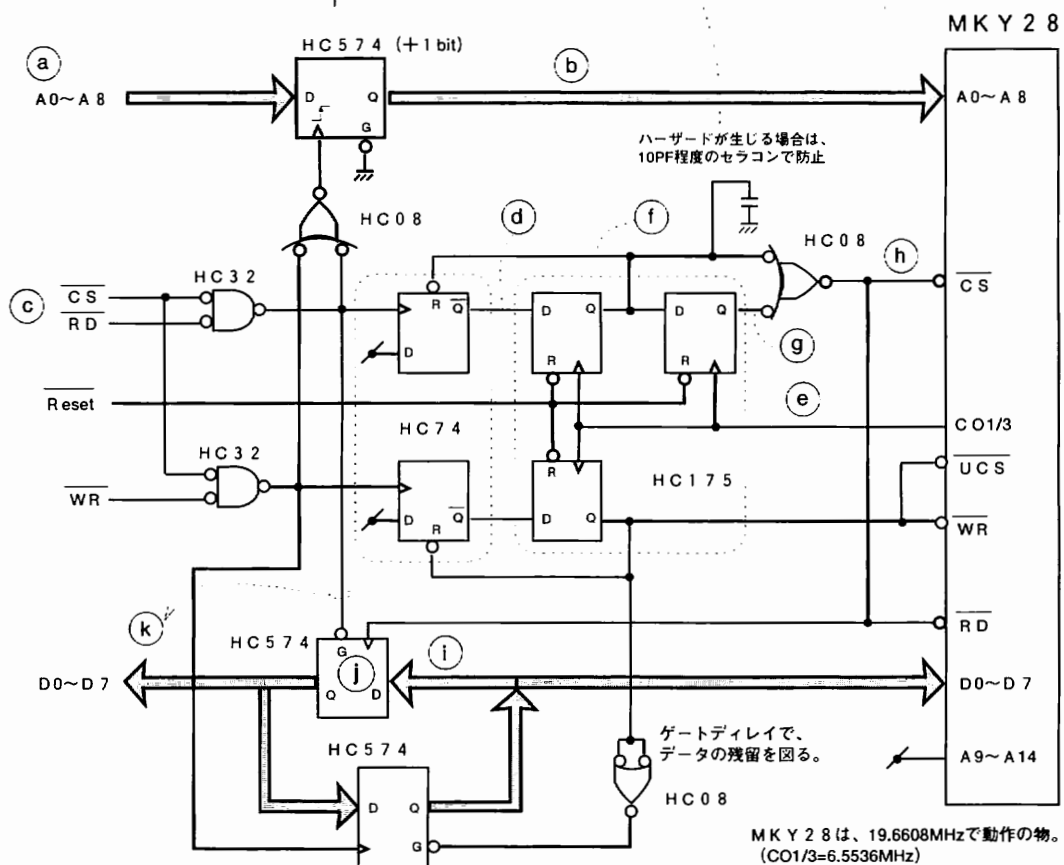 MKY28
HC574 (+1 bit)
a
A0～A8
D
Q
G
b
A0～A8
ハーザードが生じる場合は、
10PF程度のセラコンで防止
HC08
d
f
HC08
h
HC32
c
CS
RD
R
Q
D
D
Q
R
D
Q
R
g
CS
e
Reset
CO1/3
HC74
HC32
WR
D
R
Q
R
D
Q
HC175
UCS
WR
k
HC574
G
j
Q
D
i
RD
D0～D7
D0～D7
ゲートディレイで、
データの残留を図る。
HC574
D
Q
G
HC08
A9～A14
MKY28は、19.6608MHzで動作の物。
(CO1/3=6.5536MHz)